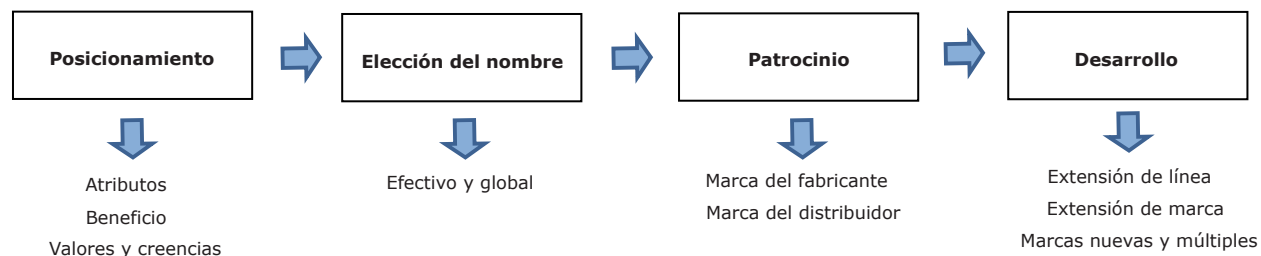 Posicionamiento
Elección del nombre
Patrocinio
Desarrollo
Atributos
Beneficio
Valores y creencias
Efectivo y global
Marca del fabricante
Marca del distribuidor
Extensión de línea
Extensión de marca
Marcas nuevas y múltiples